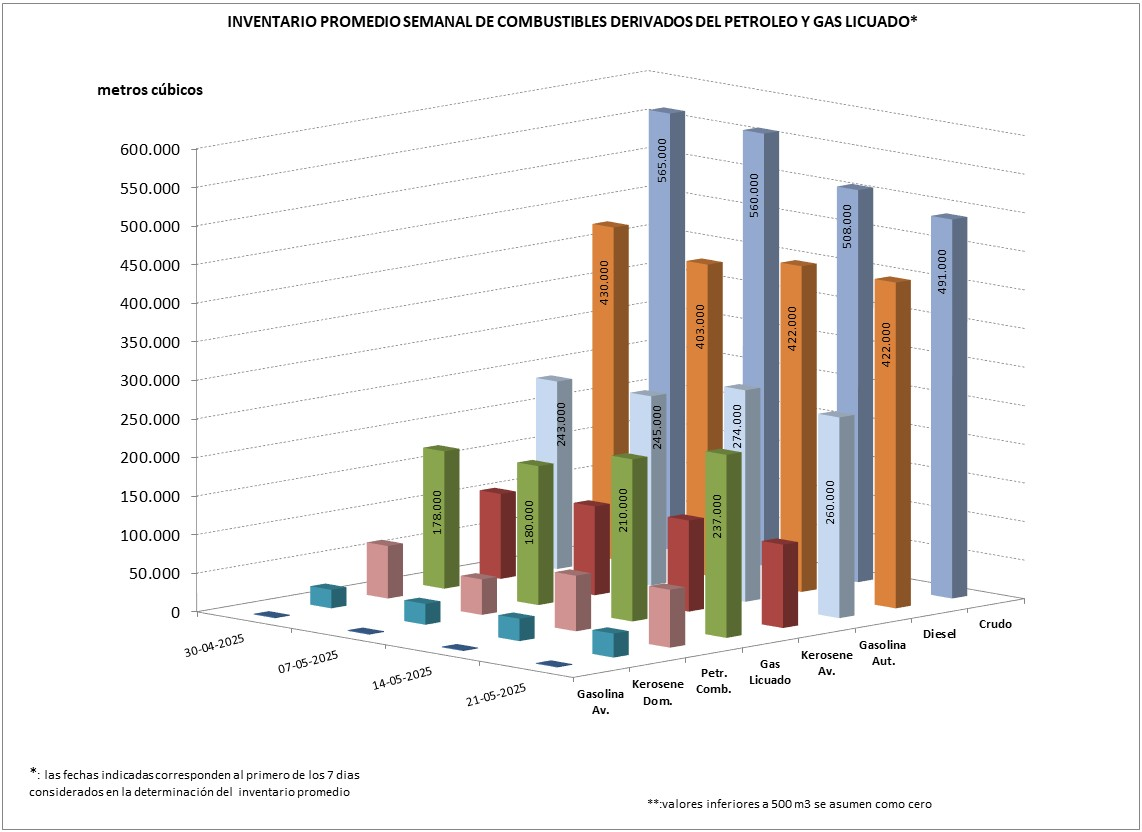 INVENTARIO PROMEDIO SEMANAL DE COMBUSTIBLES DERIVADOS DEL PETROLEO Y GAS LICUADO*
metros cúbicos
600.000
550.000
500.000
450.000
400.000
350.000
300.000
250.000
200.000
150.000
100.000
50.000
0
565.000
560.000
508.000
491.000
430.000
403.000
422.000
422.000
243.000
245.000
274.000
260.000
178.000
180.000
210.000
237.000
30-04-2025
07-05-2025
14-05-2025
21-05-2025
Gasolina
Av.
Kerosene
Dom.
Petr.
Comb.
Gas
Licuado
Kerosene
Av.
Gasolina
Aut.
Diesel
Crudo
*: las fechas indicadas corresponden al primero de los 7 dias
considerados en la determinación del inventario promedio
**:valores inferiores a 500 m3 se asumen como cero